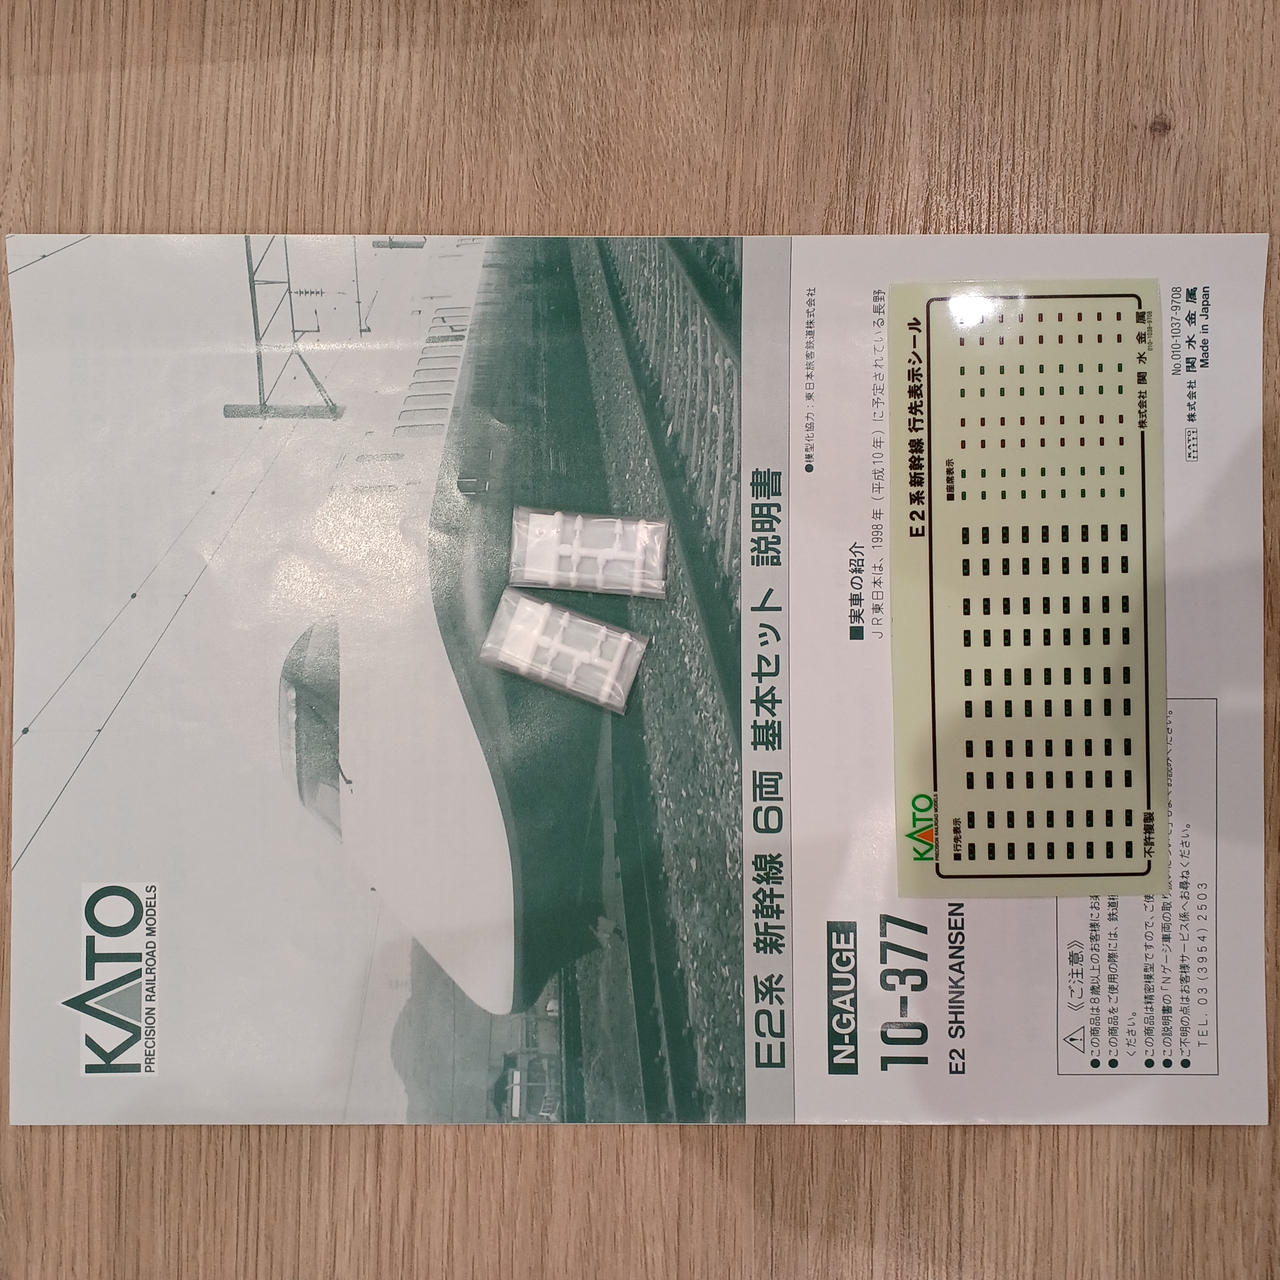 KATO
PRECISION RAILROAD MODELS
E2系 新幹線 6両 基本セット 説明書
●模型化協力：東日本旅客鉄道株式会社
N-GAUGE
10-377
E2 SHINKANSEN
■実車の紹介
JR東日本は、1998年（平成10年）に予定されている長野
《ご注意》
●この商品は8歳以上のお客様にお
●この商品をご使用の際には、鉄道
ください。
●この商品は精密模型ですので、ご使
●この説明書の「Nゲージ車両の取り
●ご不明の点はお客様サービス係へお尋ねください。
TEL. 03(3954)2503
No.010-1037-9708
KATO 株式会社 関水金属
Made in Japan
KATO
PRECISION RAILROAD MODELS
E2系新幹線 行先表示シール
■行先表示
■座席表示
不許複製
株式会社 関水金属